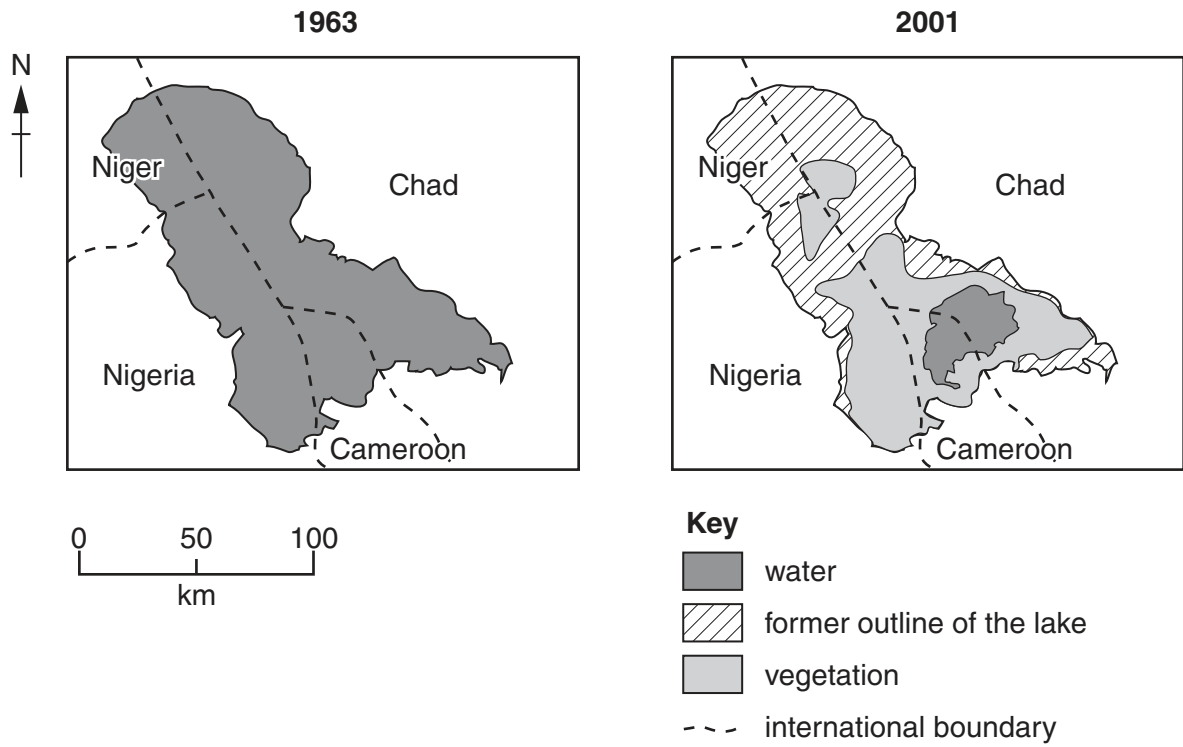 1963
2001
N
Niger
Chad
Nigeria
Cameroon
Niger
Chad
Nigeria
Cameroon
0 50 100
km
Key
water
former outline of the lake
vegetation
international boundary